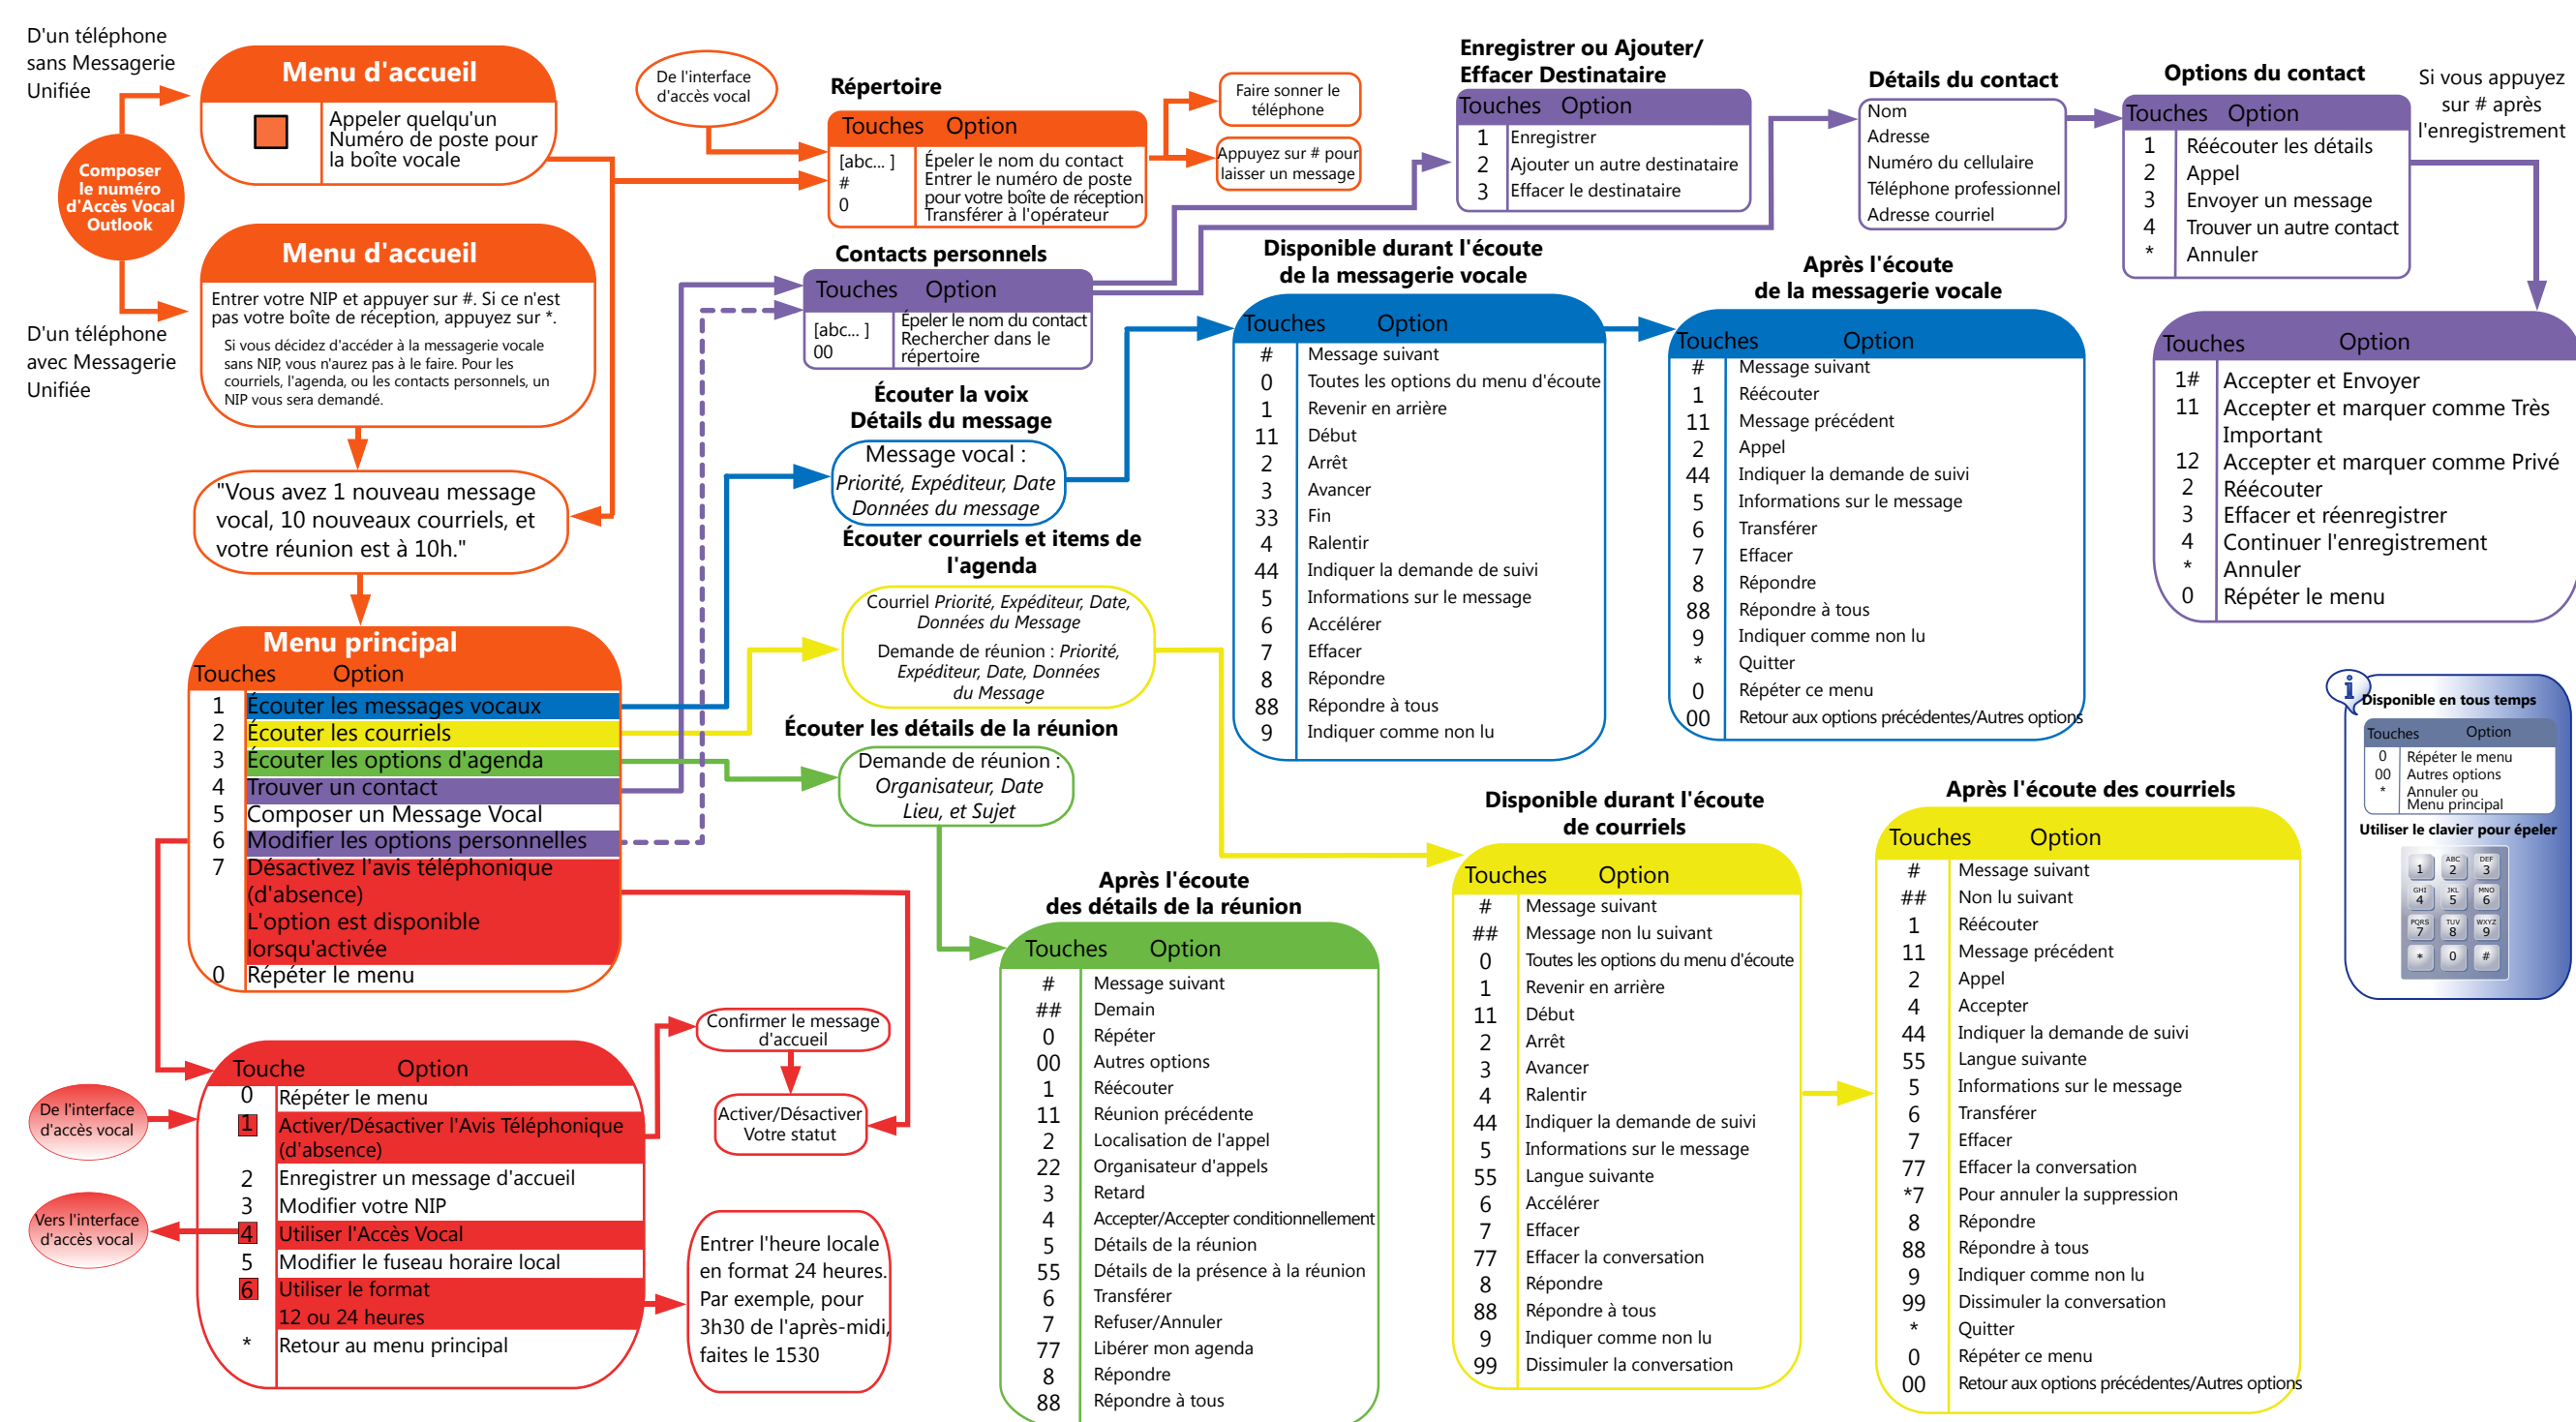 D'un téléphone
sans Messagerie
Unifiée
Composer
le numéro
d'Accès Vocal
Outlook
D'un téléphone
avec Messagerie
Unifiée
Menu d'accueil
Appeler quelqu'un
Numéro de poste pour
la boîte vocale
Menu d'accueil
Entrer votre NIP et appuyer sur #. Si ce n'est
pas votre boîte de réception, appuyez sur *.
Si vous décidez d'accéder à la messagerie vocale
sans NIP, vous n'aurez pas à le faire. Pour les
courriels, l'agenda, ou les contacts personnels, un
NIP vous sera demandé.
"Vous avez 1 nouveau message
vocal, 10 nouveaux courriels, et
votre réunion est à 10h."
Menu principal
Touches Option
1 Écouter les messages vocaux
2 Écouter les courriels
3 Écouter les options d'agenda
4 Trouver un contact
5 Composer un Message Vocal
6 Modifier les options personnelles
7 Désactivez l'avis téléphonique
(d'absence)
L'option est disponible
lorsqu'activée
0 Répéter le menu
De l'interface
d'accès vocal
Vers l'interface
d'accès vocal
Touche Option
0 Répéter le menu
1 Activer/Désactiver l'Avis Téléphonique
(d'absence)
2 Enregistrer un message d'accueil
3 Modifier votre NIP
4 Utiliser l'Accès Vocal
5 Modifier le fuseau horaire local
6 Utiliser le format
12 ou 24 heures
* Retour au menu principal
Confirmer le message
d'accueil
Activer/Désactiver
Votre statut
Entrer l'heure locale
en format 24 heures.
Par exemple, pour
3h30 de l'après-midi,
faites le 1530
De l'interface
d'accès vocal
Répertoire
Touches Option
[abc... ] Épeler le nom du contact
# Entrer le numéro de poste
pour votre boîte de réception
0 Transférer à l'opérateur
Faire sonner le
téléphone
Appuyez sur # pour
laisser un message
Contacts personnels
Touches Option
[abc... ] Épeler le nom du contact
00 Rechercher dans le
répertoire
Écouter la voix
Détails du message
Message vocal :
Priorité, Expéditeur, Date
Données du message
Écouter courriels et items de
l'agenda
Courriel Priorité, Expéditeur, Date,
Données du Message
Demande de réunion : Priorité,
Expéditeur, Date, Données
du Message
Écouter les détails de la réunion
Demande de réunion :
Organisateur, Date
Lieu, et Sujet
Après l'écoute
des détails de la réunion
Touches Option
# Message suivant
## Demain
0 Répéter
00 Autres options
1 Réécouter
11 Réunion précédente
2 Localisation de l'appel
22 Organisateur d'appels
3 Retard
4 Accepter/Accepter conditionnellement
5 Détails de la réunion
55 Détails de la présence à la réunion
6 Transférer
7 Refuser/Annuler
77 Libérer mon agenda
8 Répondre
88 Répondre à tous
Enregistrer ou Ajouter/
Effacer Destinataire
Touches Option
1 Enregistrer
2 Ajouter un autre destinataire
3 Effacer le destinataire
Détails du contact
Nom
Adresse
Numéro du cellulaire
Téléphone professionnel
Adresse courriel
Options du contact
Touches Option
1 Réécouter les détails
2 Appel
3 Envoyer un message
4 Trouver un autre contact
* Annuler
Si vous appuyez
sur # après
l'enregistrement
Touches Option
1# Accepter et Envoyer
11 Accepter et marquer comme Très
Important
12 Accepter et marquer comme Privé
2 Réécouter
3 Effacer et réenregistrer
4 Continuer l'enregistrement
* Annuler
0 Répéter le menu
Disponible durant l'écoute
de la messagerie vocale
Touches Option
# Message suivant
0 Toutes les options du menu d'écoute
1 Revenir en arrière
11 Début
2 Arrêt
3 Avancer
33 Fin
4 Ralentir
44 Indiquer la demande de suivi
5 Informations sur le message
6 Accélérer
7 Effacer
8 Répondre
88 Répondre à tous
9 Indiquer comme non lu
Après l'écoute
de la messagerie vocale
Touches Option
# Message suivant
1 Réécouter
11 Message précédent
2 Appel
44 Indiquer la demande de suivi
5 Informations sur le message
6 Transférer
7 Effacer
8 Répondre
88 Répondre à tous
9 Indiquer comme non lu
* Quitter
0 Répéter ce menu
00 Retour aux options précédentes/Autres options
Disponible durant l'écoute
de courriels
Touches Option
# Message suivant
## Message non lu suivant
0 Toutes les options du menu d'écoute
1 Revenir en arrière
11 Début
2 Arrêt
3 Avancer
4 Ralentir
44 Indiquer la demande de suivi
5 Informations sur le message
55 Langue suivante
6 Accélérer
7 Effacer
77 Effacer la conversation
8 Répondre
88 Répondre à tous
9 Indiquer comme non lu
99 Dissimuler la conversation
Après l'écoute des courriels
Touches Option
# Message suivant
## Non lu suivant
1 Réécouter
11 Message précédent
2 Appel
4 Accepter
44 Indiquer la demande de suivi
55 Langue suivante
5 Informations sur le message
6 Transférer
7 Effacer
77 Effacer la conversation
*7 Pour annuler la suppression
8 Répondre
88 Répondre à tous
9 Indiquer comme non lu
99 Dissimuler la conversation
* Quitter
0 Répéter ce menu
00 Retour aux options précédentes/Autres options
i
Disponible en tous temps
Touches Option
0 Répéter le menu
00 Autres options
* Annuler ou
Menu principal
Utiliser le clavier pour épeler
ABC DEF
1 2 3
GHI JKL MNO
4 5 6
PQRS TUV WXYZ
7 8 9
* 0 #